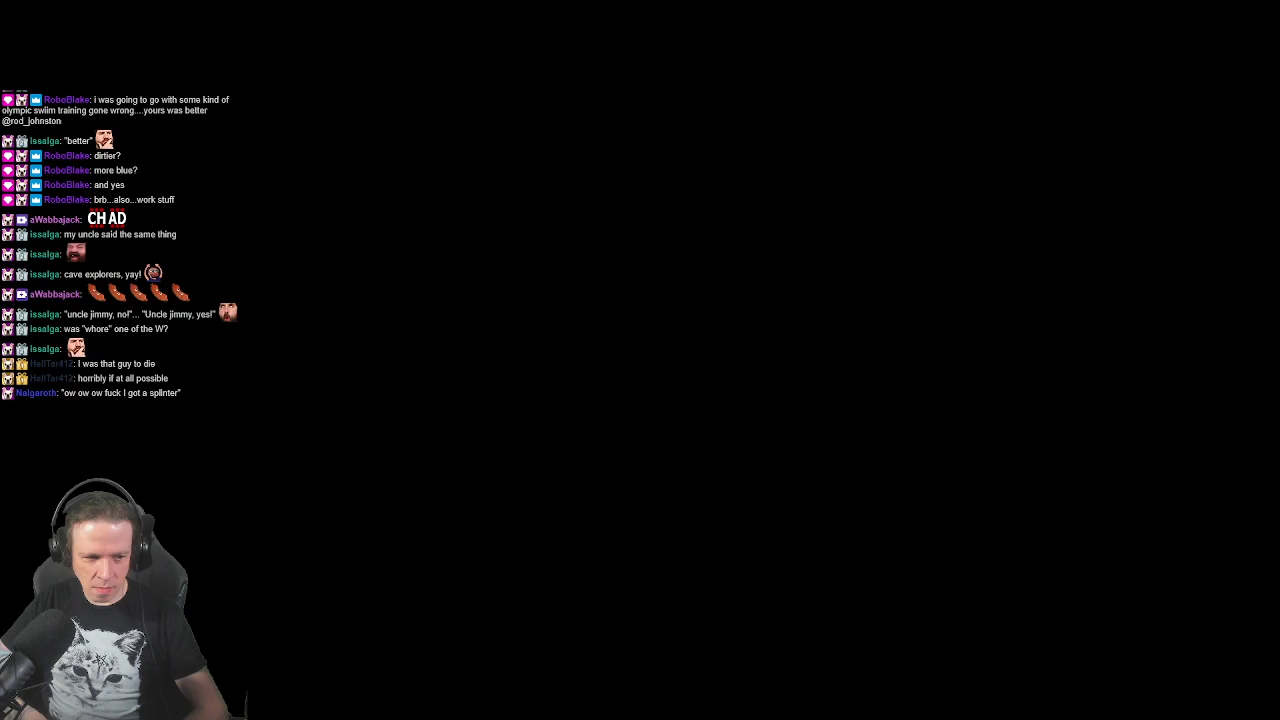 RoboBlake: i was going to go with some kind of
olympic swiim training gone wrong....yours was better
@rod_johnston
issalga: "better"
RoboBlake: dirtier?
RoboBlake: more blue?
RoboBlake: and yes
RoboBlake: brb...also...work stuff
aWabbajack: CHAD
issalga: my uncle said the same thing
issalga:
issalga: cave explorers, yay!
aWabbajack:
issalga: "uncle jimmy, no!"... "Uncle jimmy, yes!"
issalga: was "whore" one of the W?
issalga:
HellTar412: I was that guy to die
HellTar412: horribly if at all possible
Nalgaroth: "ow ow ow fuck I got a splinter"